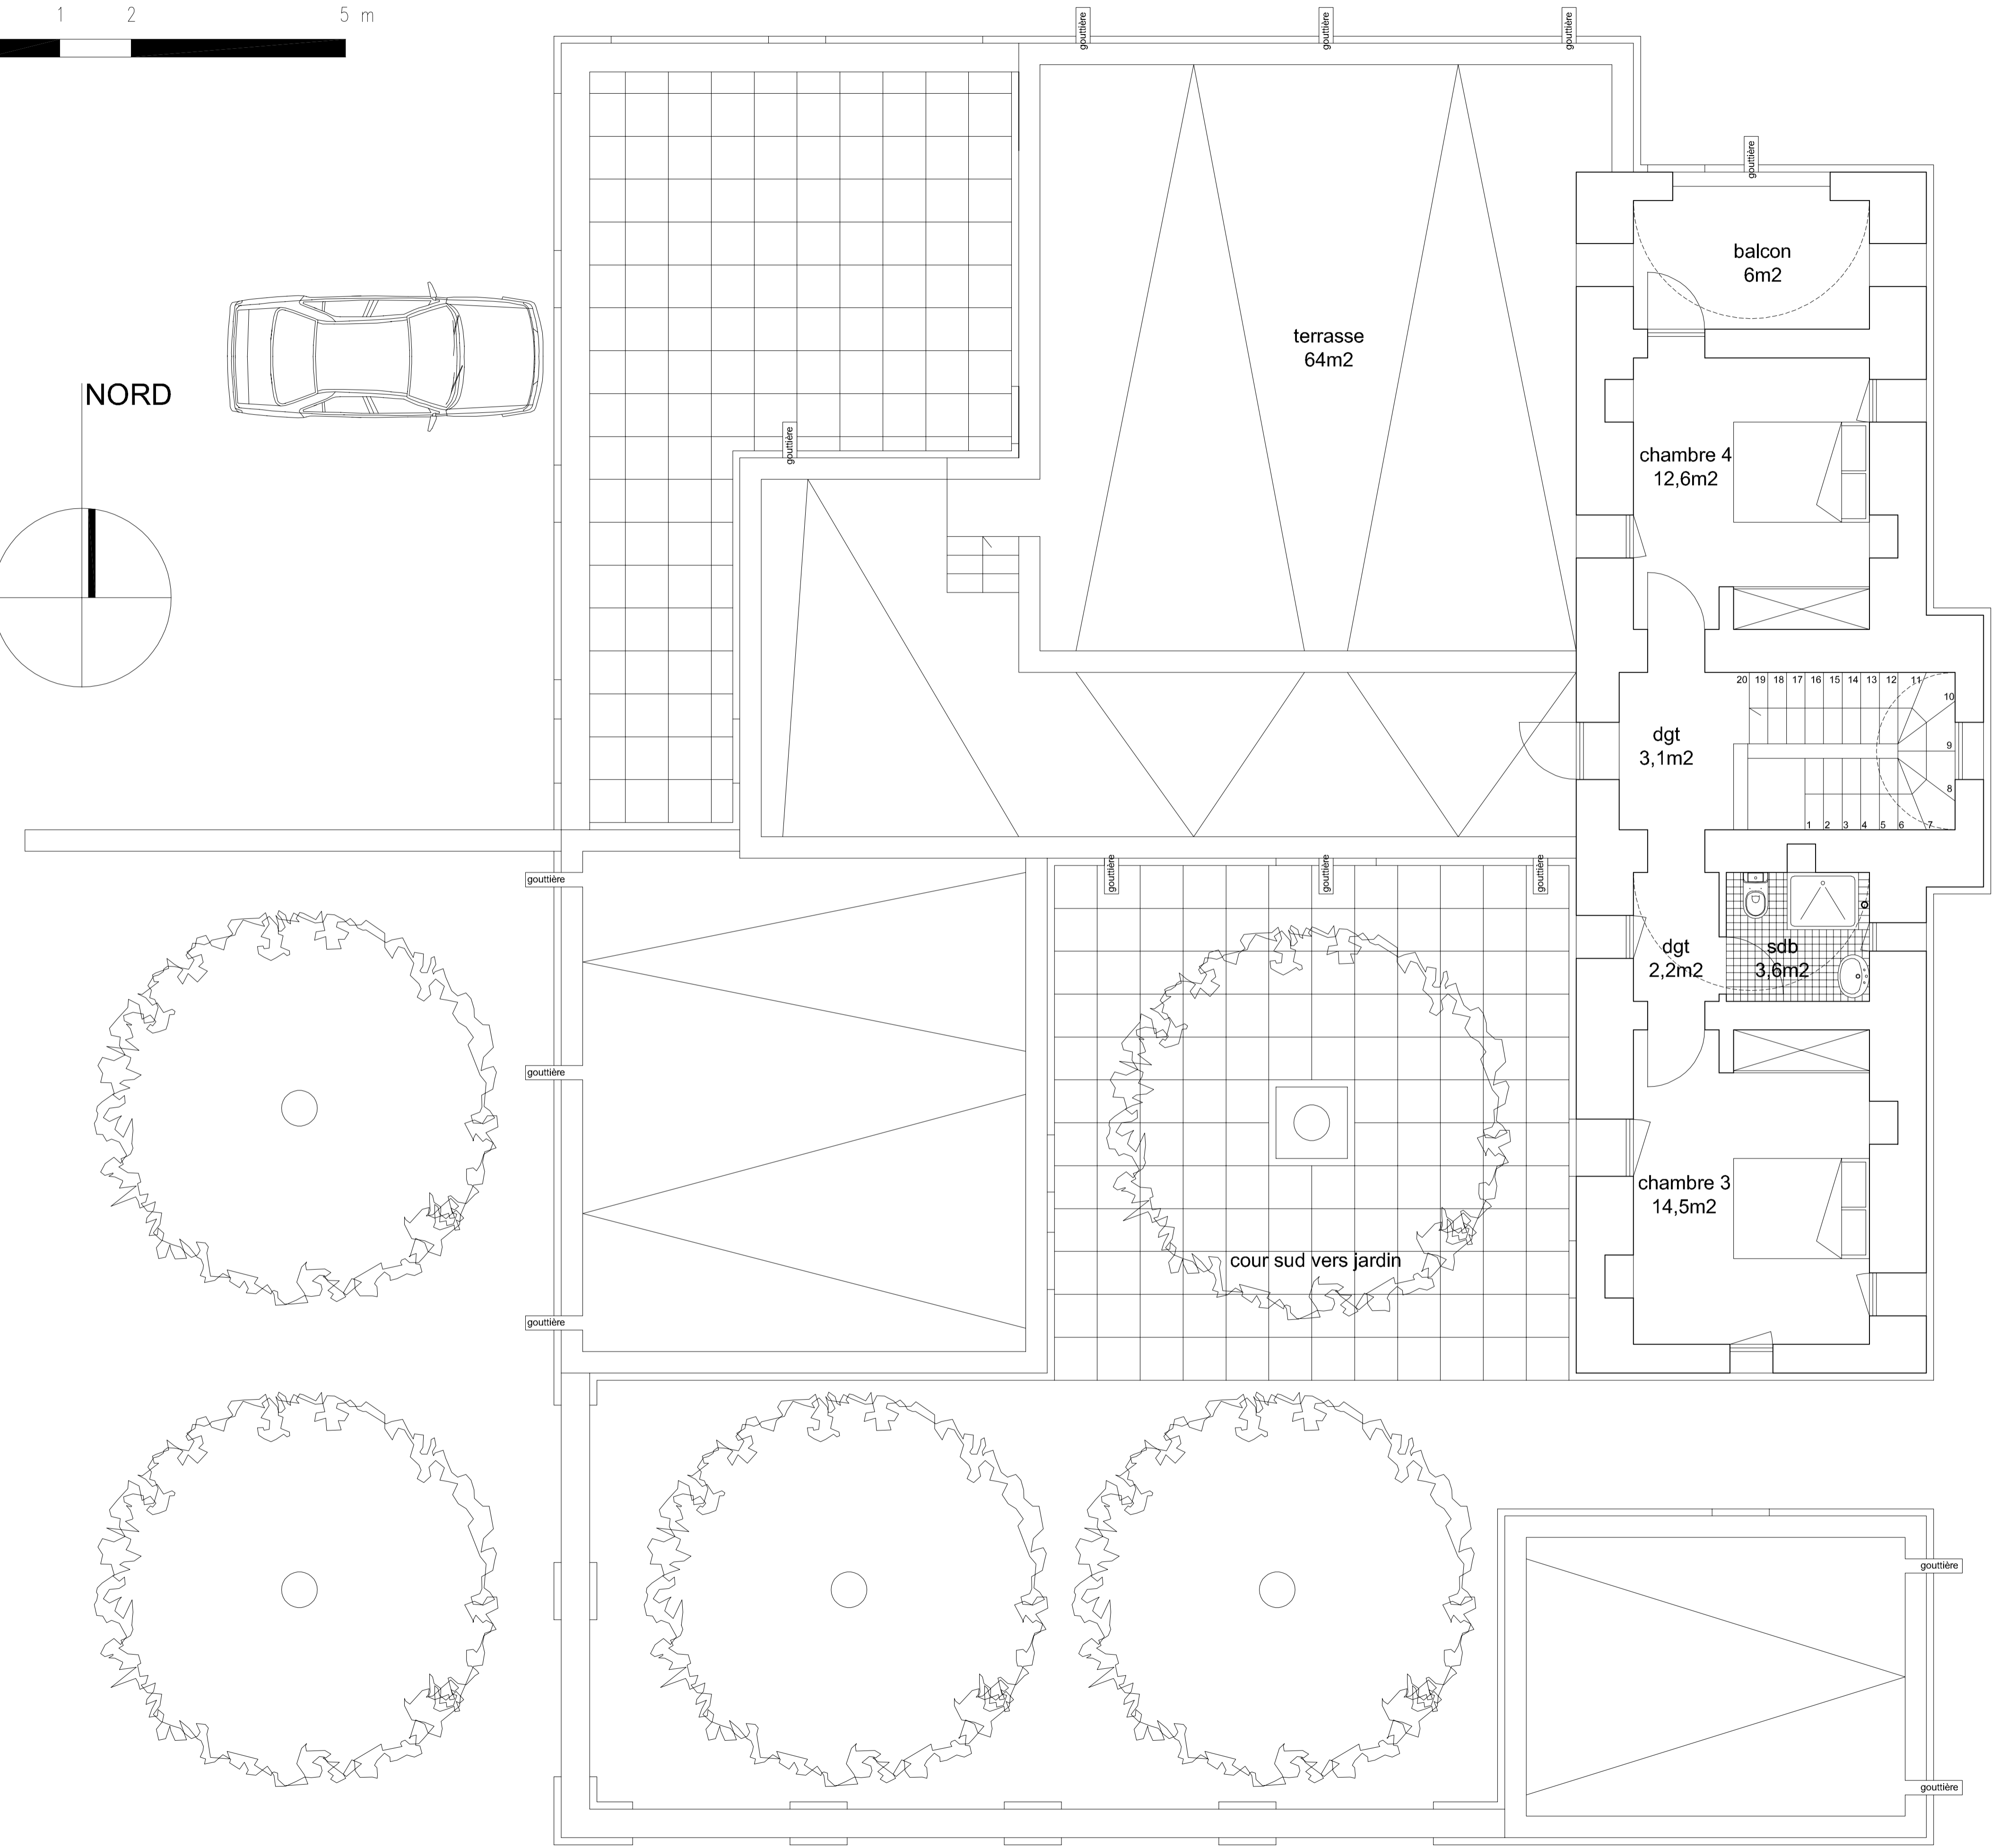 1 2 5 m
gouttière gouttière gouttière
gouttière
balcon
6m2
terrasse
64m2
NORD
gouttière
chambre 4
12,6m2
20 19 18 17 16 15 14 13 12 11
10
dgt
3,1m2
9
8
1 2 3 4 5 6 7
gouttière
gouttière gouttière gouttière
dgt
2,2m2
sdb
3,6m2
gouttière
chambre 3
14,5m2
cour sud vers jardin
gouttière
gouttière
gouttière